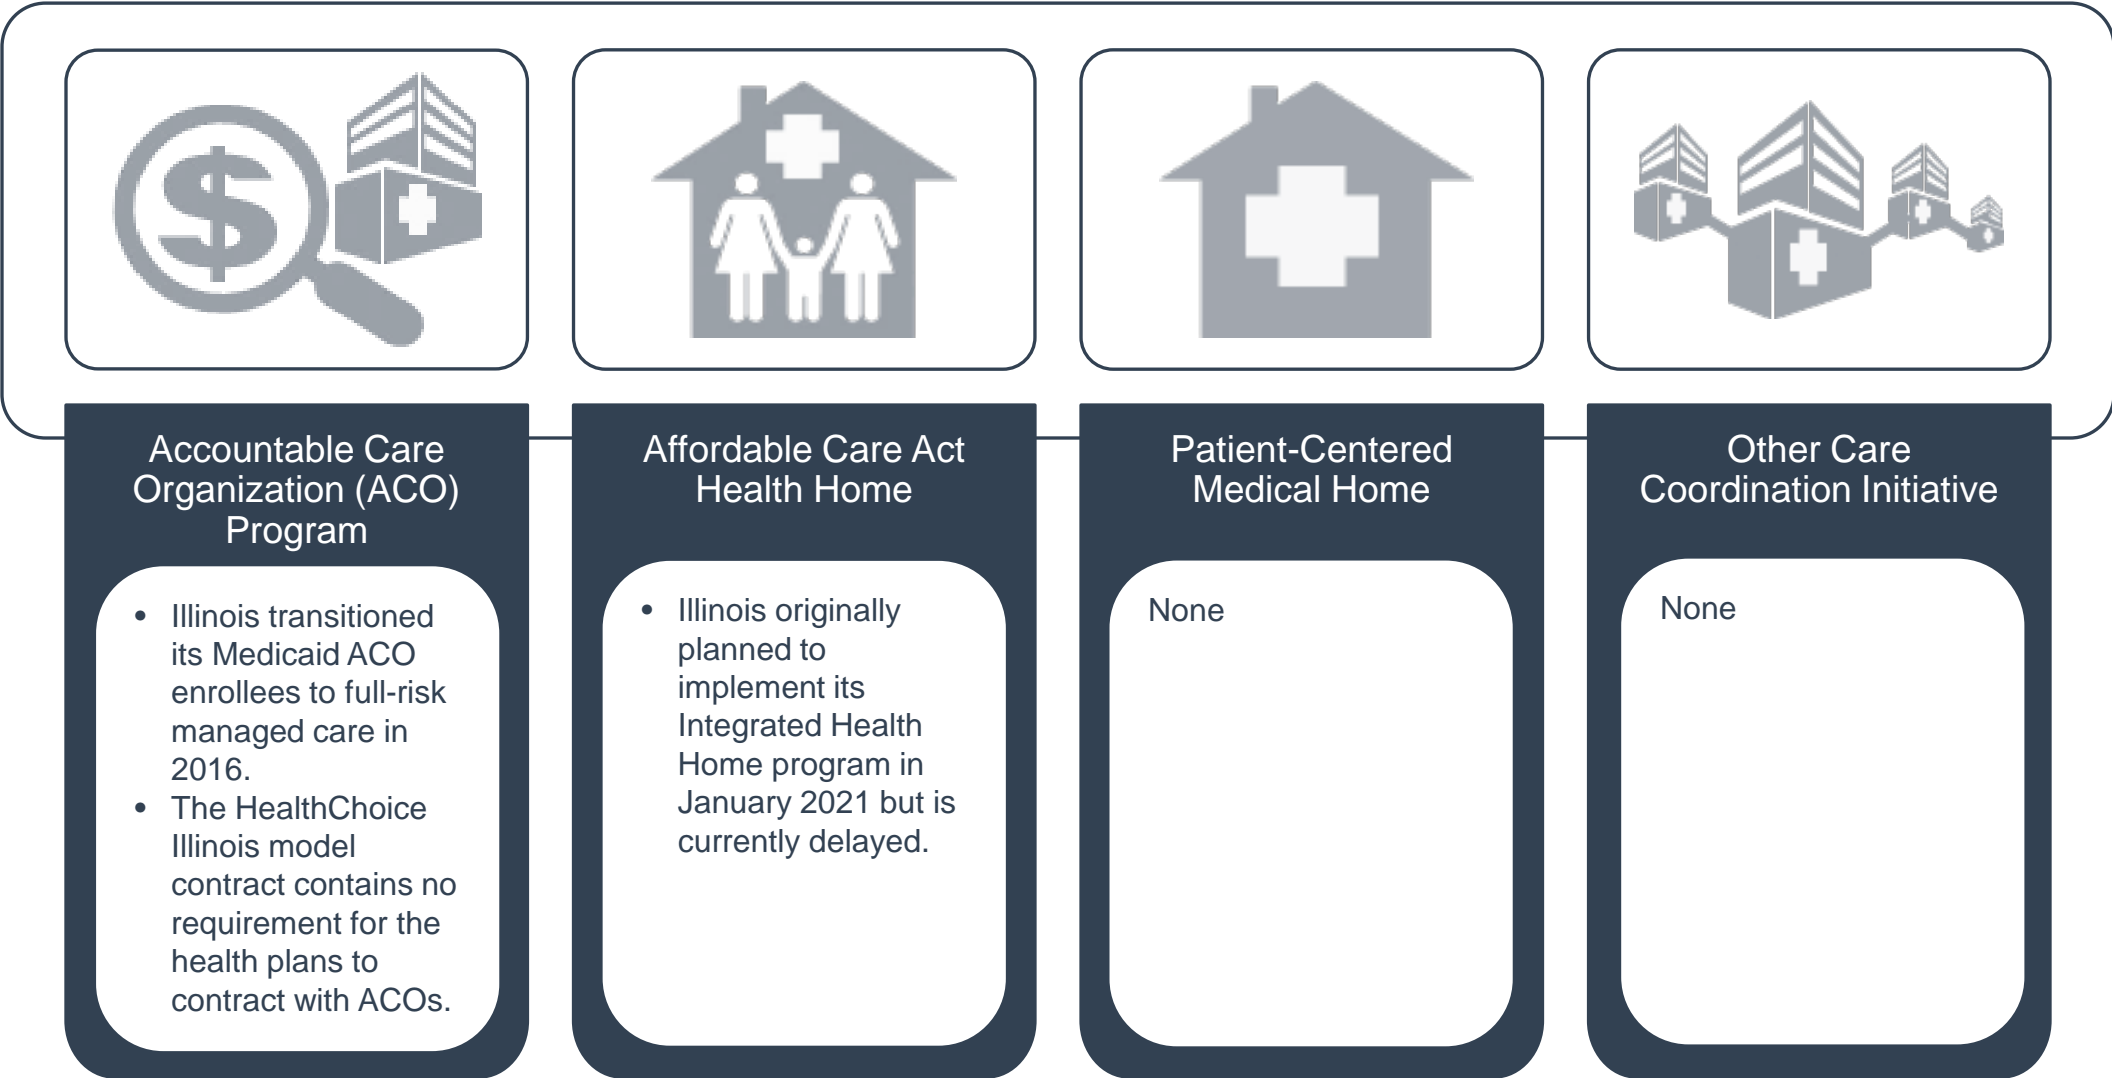 Accountable Care
Organization (ACO)
Program
• Illinois transitioned
its Medicaid ACO
enrollees to full-risk
managed care in
2016.
• The HealthChoice
Illinois model
contract contains no
requirement for the
health plans to
contract with ACOs.
Affordable Care Act
Health Home
• Illinois originally
planned to
implement its
Integrated Health
Home program in
January 2021 but is
currently delayed.
Patient-Centered
Medical Home
None
Other Care
Coordination Initiative
None